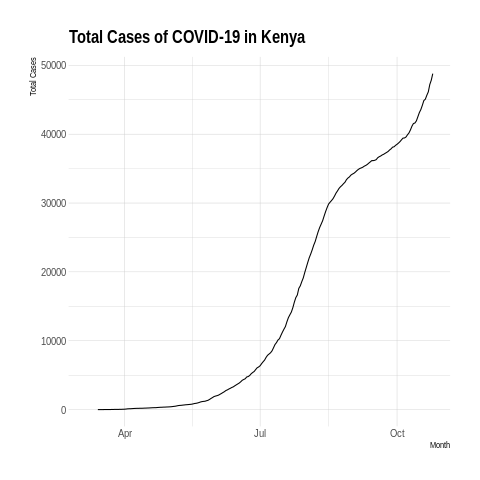 Total Cases of COVID-19 in Kenya
Total Cases
50000
40000
30000
20000
10000
0
Apr Jul Oct
Month